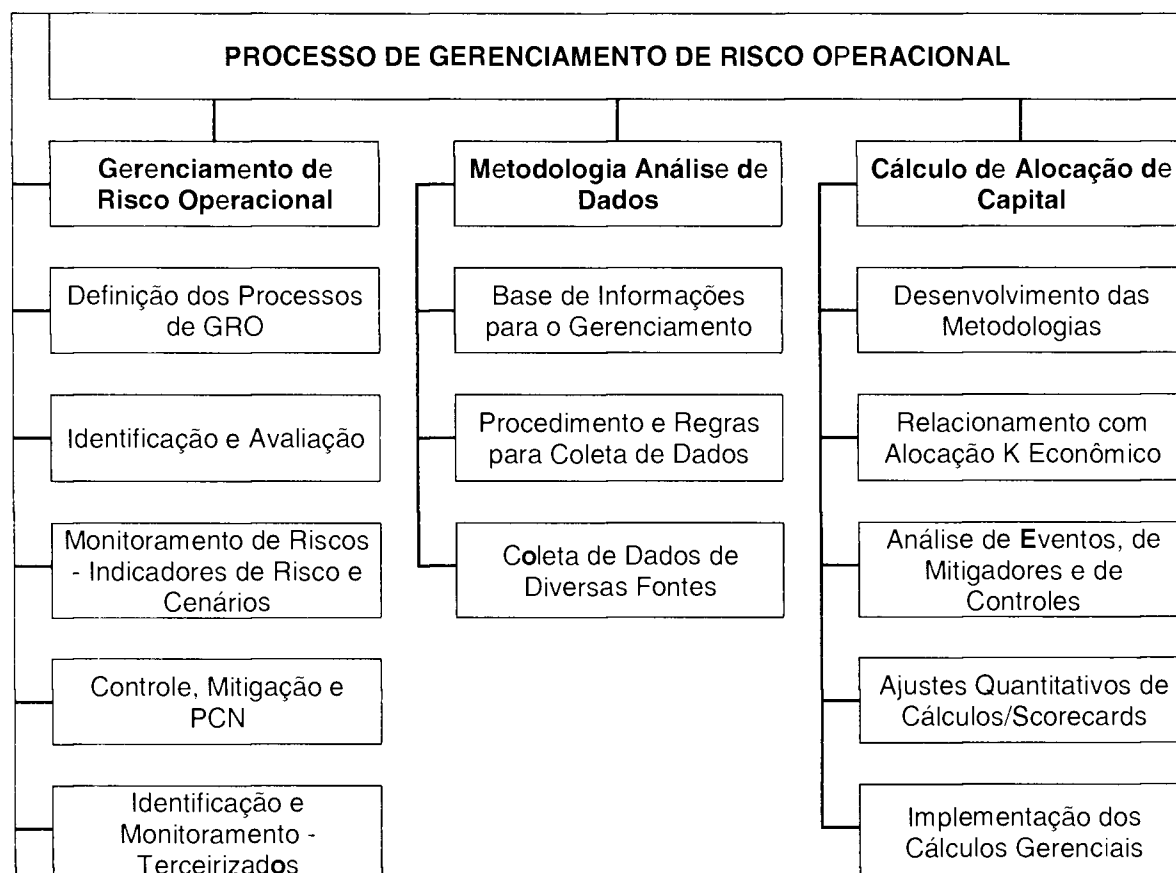 PROCESSO DE GERENCIAMENTO DE RISCO OPERACIONAL
Gerenciamento de
Risco Operacional
Definição dos Processos
de GRO
Identificação e Avaliação
Monitoramento de Riscos
- Indicadores de Risco e
Cenários
Controle, Mitigação e
PCN
Identificação e
Monitoramento -
Terceirizados
Metodologia Análise de
Dados
Base de Informações
para o Gerenciamento
Procedimento e Regras
para Coleta de Dados
Coleta de Dados de
Diversas Fontes
Cálculo de Alocação de
Capital
Desenvolvimento das
Metodologias
Relacionamento com
Alocação K Econômico
Análise de Eventos, de
Mitigadores e de
Controles
Ajustes Quantitativos de
Cálculos/Scorecards
Implementação dos
Cálculos Gerenciais